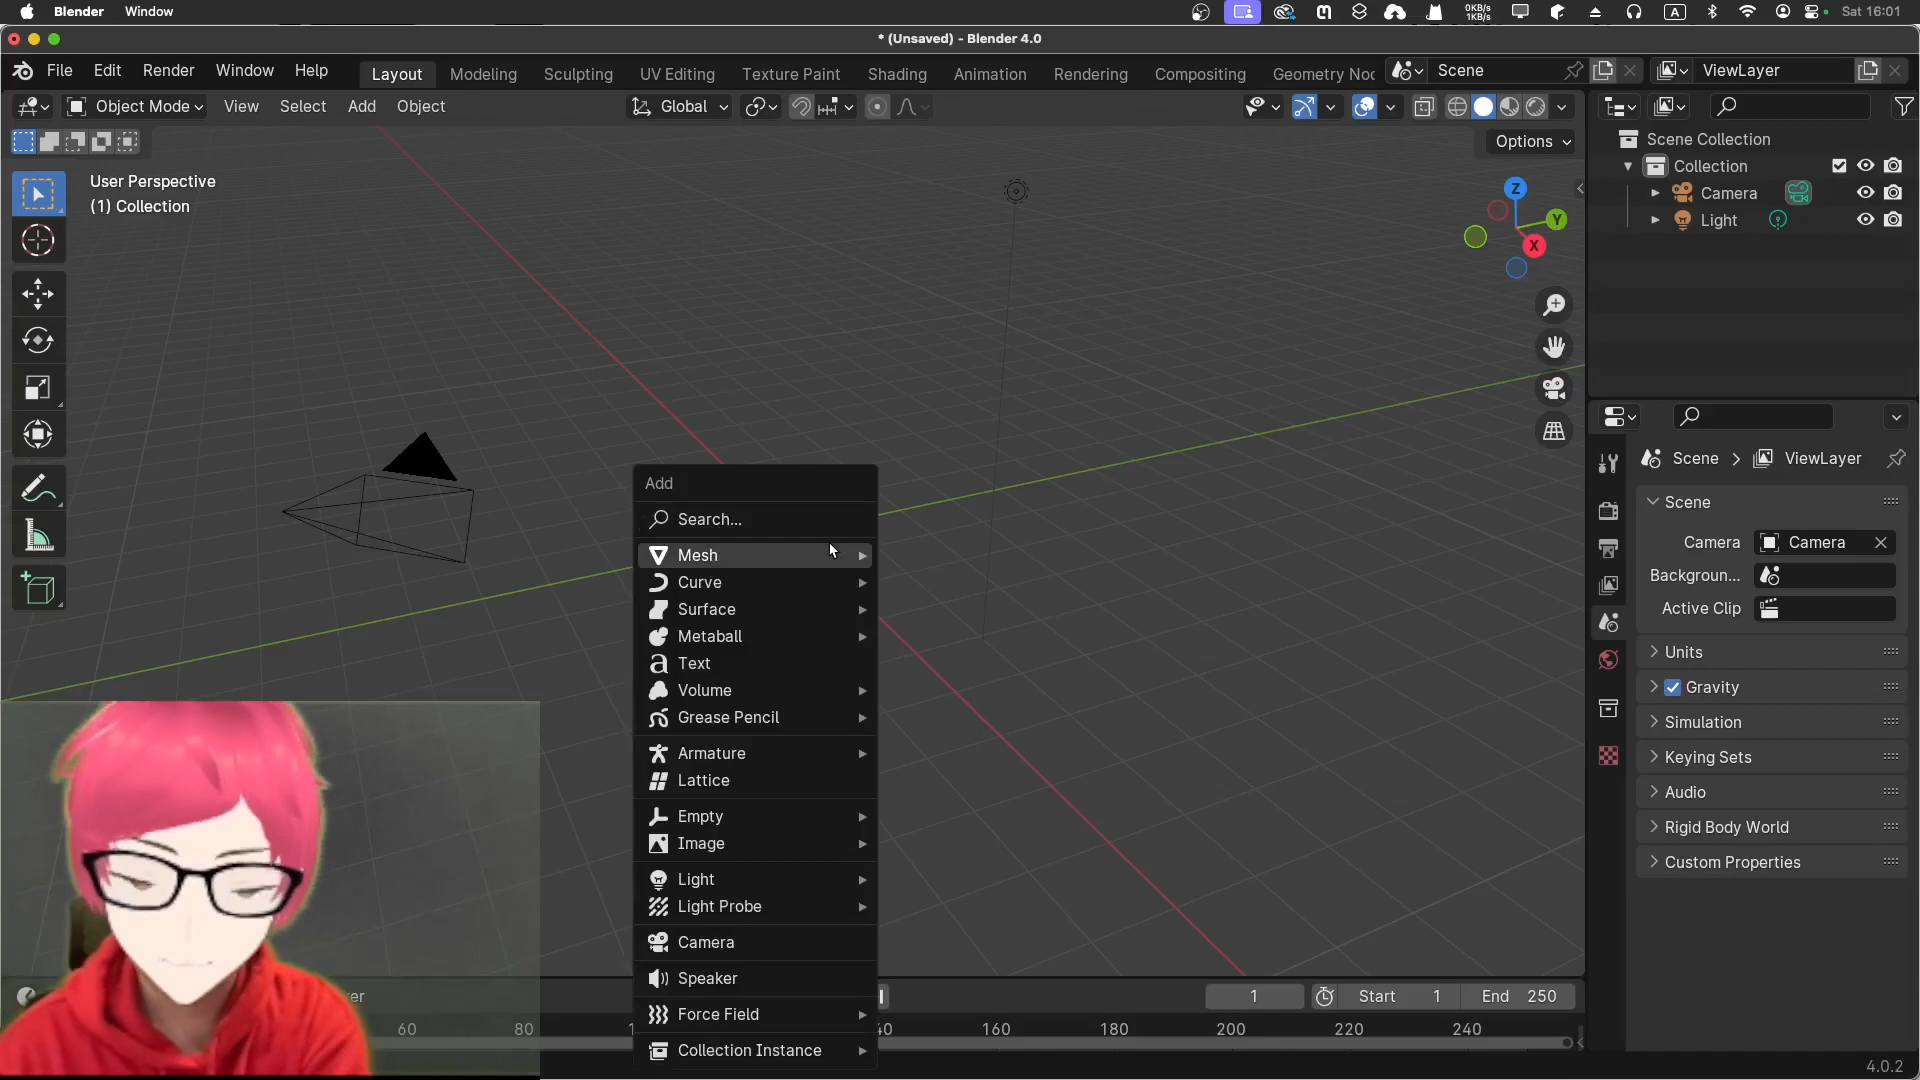 Blender Window
0KB/s
1KB/s
A
Sat 16:01
* (Unsaved) - Blender 4.0
File Edit Render Window Help
Layout Modeling Sculpting UV Editing Texture Paint Shading Animation Rendering Compositing Geometry Noc
Scene
ViewLayer
Object Mode View Select Add Object
Global
Options
User Perspective
(1) Collection
Z
Y
X
Scene Collection
Collection
Camera
Light
Scene > ViewLayer
Scene
Camera Camera
Backgroun...
Active Clip
Units
Gravity
Simulation
Keying Sets
Audio
Rigid Body World
Custom Properties
Add
Search...
Mesh
Curve
Surface
Metaball
Text
Volume
Grease Pencil
Armature
Lattice
Empty
Image
Light
Light Probe
Camera
Speaker
Force Field
Collection Instance
1 Start 1 End 250
60 80 160 180 200 220 240
4.0.2